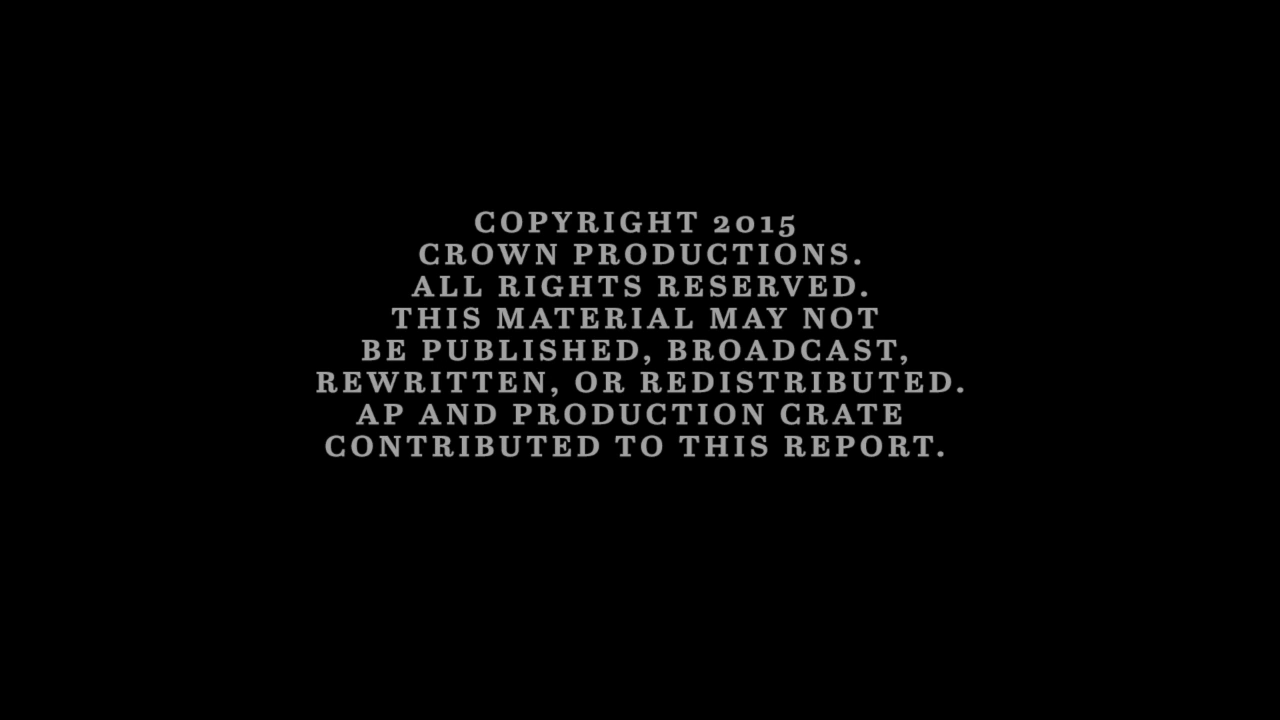 COPYRIGHT 2015
CROWN PRODUCTIONS.
ALL RIGHTS RESERVED.
THIS MATERIAL MAY NOT
BE PUBLISHED, BROADCAST,
REWRITTEN, OR REDISTRIBUTED.
AP AND PRODUCTION CRATE
CONTRIBUTED TO THIS REPORT.